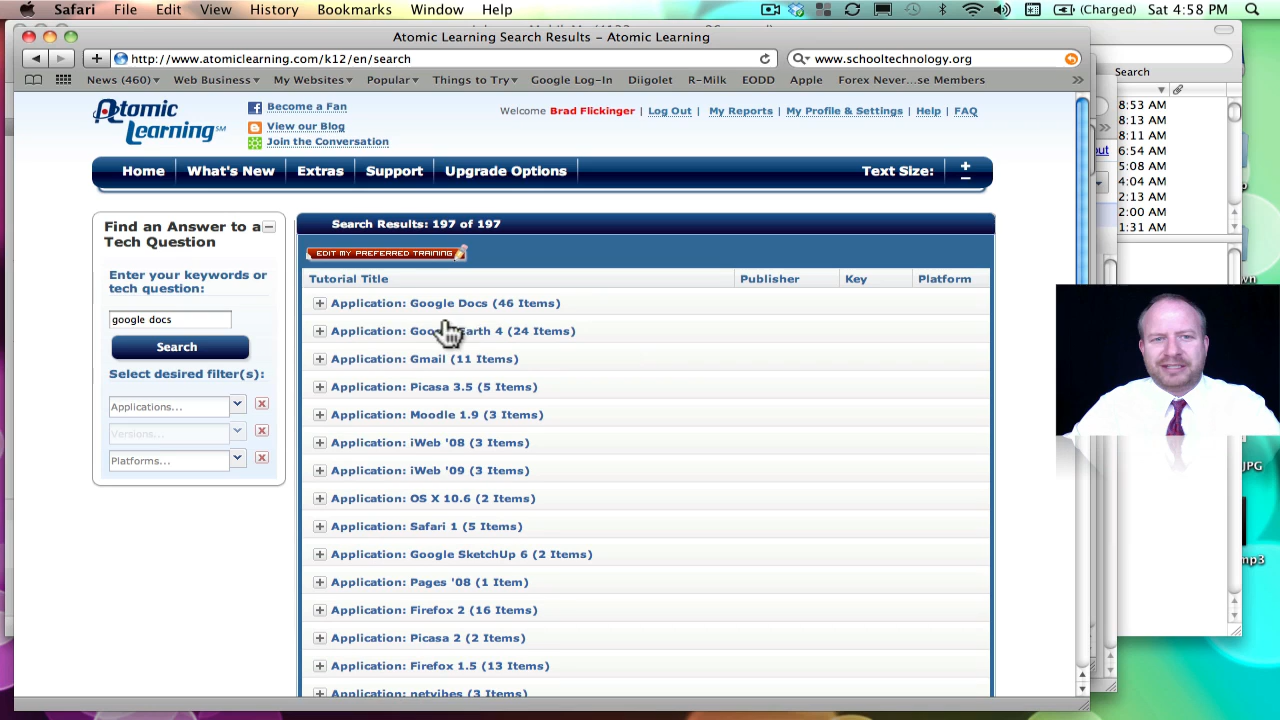 Safari File Edit View History Bookmarks Window Help (Charged) Sat 4:58 PM
Atomic Learning Search Results – Atomic Learning
http://www.atomiclearning.com/k12/en/search www.schooltechnology.org
News (460) Web Business My Websites Popular Things to Try Google Log-In Diigolet R-Milk EODD Apple Forex Never...se Members »
Search
8:53 AM
8:13 AM
8:11 AM
6:54 AM
5:08 AM
4:04 AM
2:13 AM
2:00 AM
1:31 AM
out
Atomic Learning SM
Become a Fan
View our Blog
Join the Conversation
Welcome Brad Flickinger | Log Out | My Reports | My Profile & Settings | Help | FAQ
Home What's New Extras Support Upgrade Options Text Size: + –
Find an Answer to a
Tech Question
Enter your keywords or
tech question:
google docs
Search
Select desired filter(s):
Applications...
Versions...
Platforms...
Search Results: 197 of 197
EDIT MY PREFERRED TRAINING
Tutorial Title Publisher Key Platform
Application: Google Docs (46 Items)
Application: Goo Earth 4 (24 Items)
Application: Gmail (11 Items)
Application: Picasa 3.5 (5 Items)
Application: Moodle 1.9 (3 Items)
Application: iWeb '08 (3 Items)
Application: iWeb '09 (3 Items)
Application: OS X 10.6 (2 Items)
Application: Safari 1 (5 Items)
Application: Google SketchUp 6 (2 Items)
Application: Pages '08 (1 Item)
Application: Firefox 2 (16 Items)
Application: Picasa 2 (2 Items)
Application: Firefox 1.5 (13 Items)
Application: netvibes (3 Items)
JPG
mp3